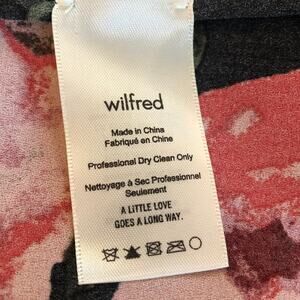 wilfred
Made in China
Fabriqué en Chine
Professional Dry Clean Only
Nettoyage à Sec Professionnel
Seulement
A LITTLE LOVE
GOES A LONG WAY.